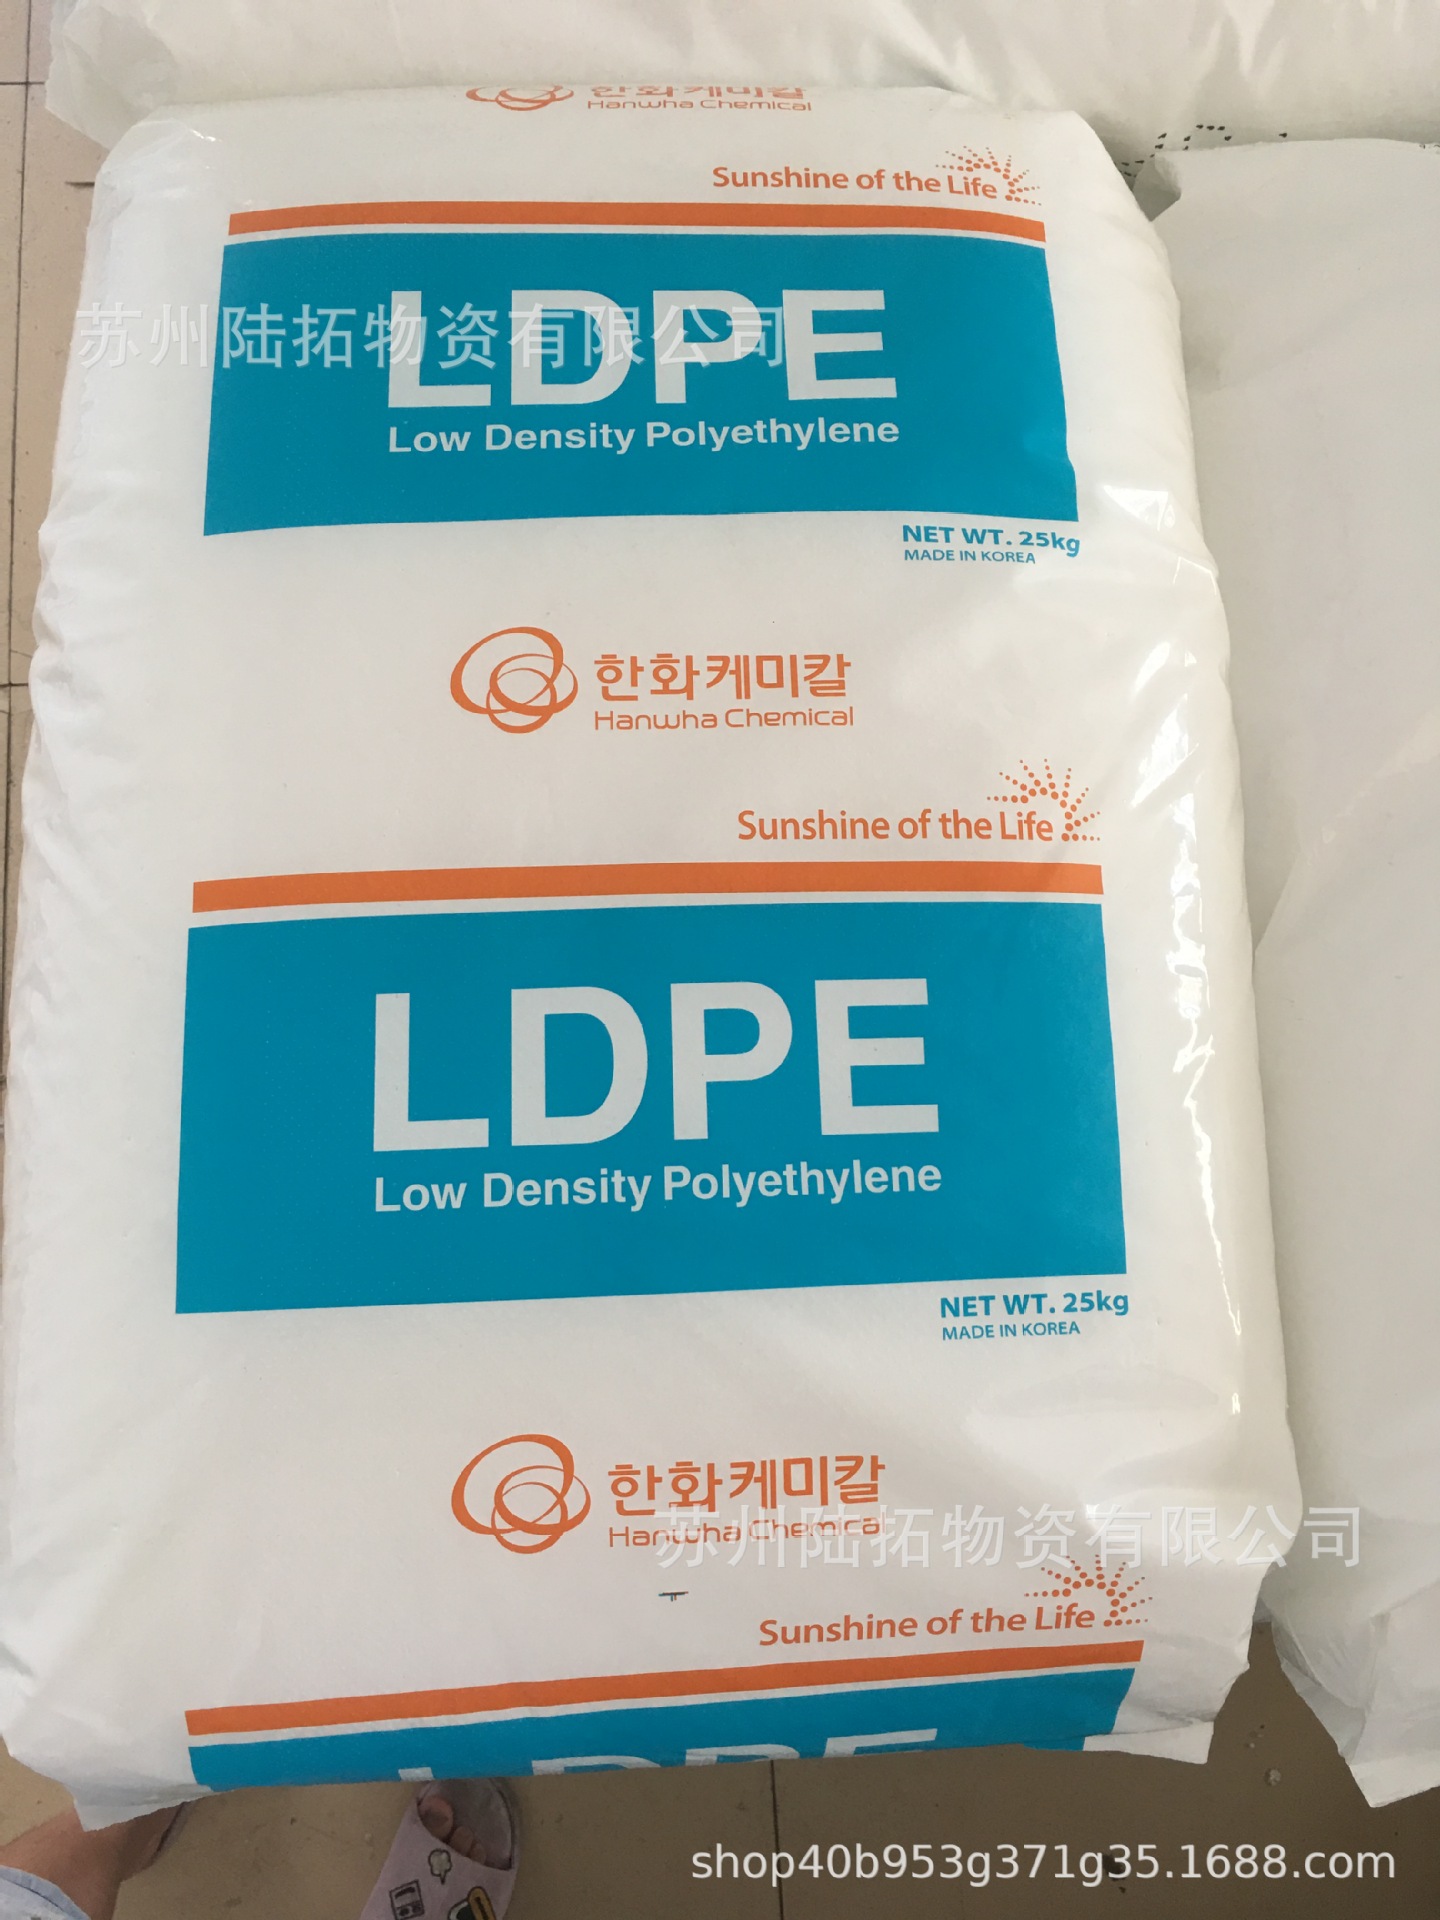 한화케미칼
Hanwha Chemical
Sunshine of the Life
苏州陆拓物资有限公司
LDPE
Low Density Polyethylene
NET WT. 25kg
MADE IN KOREA
한화케미칼
Hanwha Chemical
Sunshine of the Life
LDPE
Low Density Polyethylene
NET WT. 25kg
MADE IN KOREA
한화케미칼
Hanwha Chemical
苏州陆拓物资有限公司
Sunshine of the Life
LDPE
shop40b953g371g35.1688.com